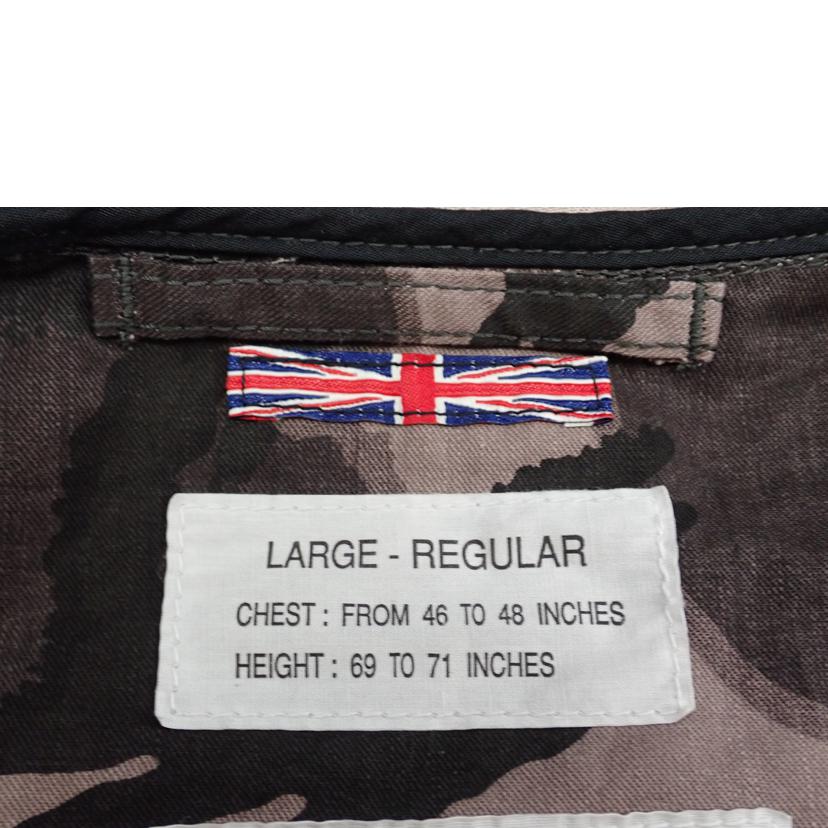 LARGE - REGULAR
CHEST : FROM 46 TO 48 INCHES
HEIGHT : 69 TO 71 INCHES